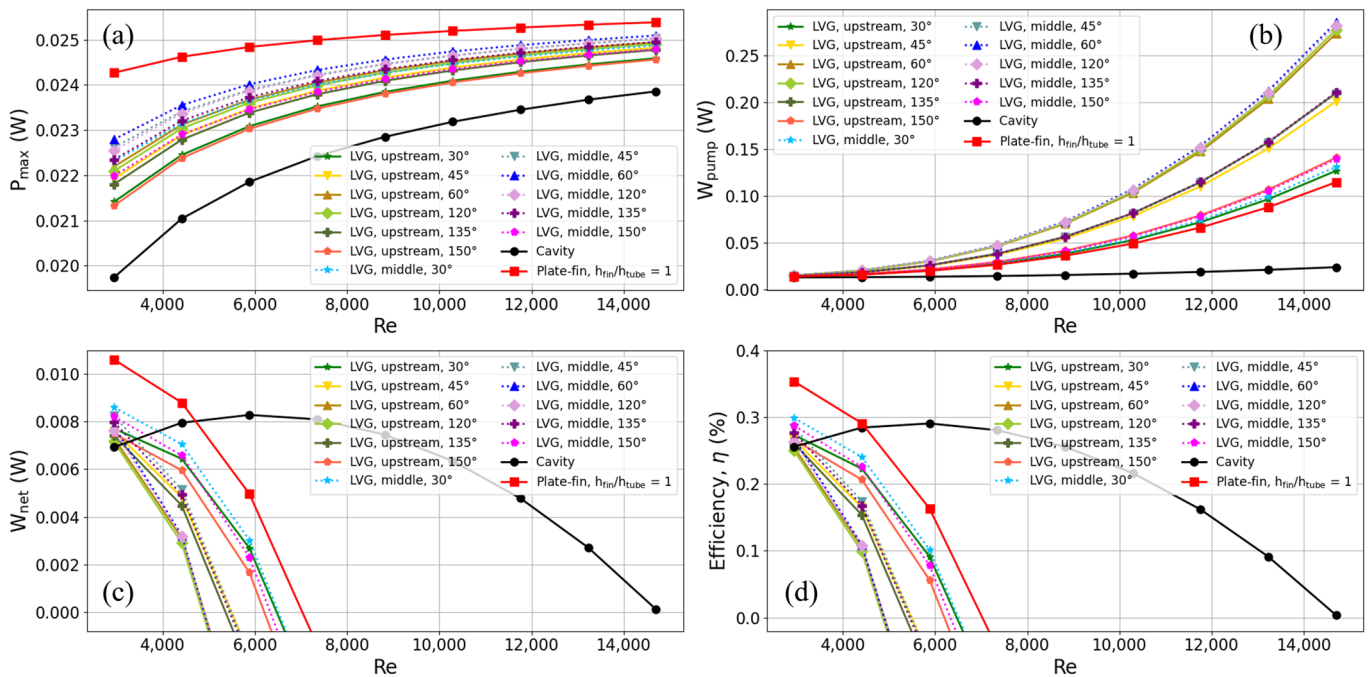 (a)
P_max (W)
0.025
0.024
0.023
0.022
0.021
0.020
4,000 6,000 8,000 10,000 12,000 14,000
Re
LVG, upstream, 30°
LVG, upstream, 45°
LVG, upstream, 60°
LVG, upstream, 120°
LVG, upstream, 135°
LVG, upstream, 150°
LVG, middle, 30°
LVG, middle, 45°
LVG, middle, 60°
LVG, middle, 120°
LVG, middle, 135°
LVG, middle, 150°
Cavity
Plate-fin, h_fin/h_tube = 1
(b)
W_pump (W)
0.25
0.20
0.15
0.10
0.05
0.00
4,000 6,000 8,000 10,000 12,000 14,000
Re
LVG, upstream, 30°
LVG, upstream, 45°
LVG, upstream, 60°
LVG, upstream, 120°
LVG, upstream, 135°
LVG, upstream, 150°
LVG, middle, 30°
LVG, middle, 45°
LVG, middle, 60°
LVG, middle, 120°
LVG, middle, 135°
LVG, middle, 150°
Cavity
Plate-fin, h_fin/h_tube = 1
(c)
W_net (W)
0.010
0.008
0.006
0.004
0.002
0.000
4,000 6,000 8,000 10,000 12,000 14,000
Re
LVG, upstream, 30°
LVG, upstream, 45°
LVG, upstream, 60°
LVG, upstream, 120°
LVG, upstream, 135°
LVG, upstream, 150°
LVG, middle, 30°
LVG, middle, 45°
LVG, middle, 60°
LVG, middle, 120°
LVG, middle, 135°
LVG, middle, 150°
Cavity
Plate-fin, h_fin/h_tube = 1
(d)
Efficiency, η (%)
0.4
0.3
0.2
0.1
0
4,000 6,000 8,000 10,000 12,000 14,000
Re
LVG, upstream, 30°
LVG, upstream, 45°
LVG, upstream, 60°
LVG, upstream, 120°
LVG, upstream, 135°
LVG, upstream, 150°
LVG, middle, 30°
LVG, middle, 45°
LVG, middle, 60°
LVG, middle, 120°
LVG, middle, 135°
LVG, middle, 150°
Cavity
Plate-fin, h_fin/h_tube = 1